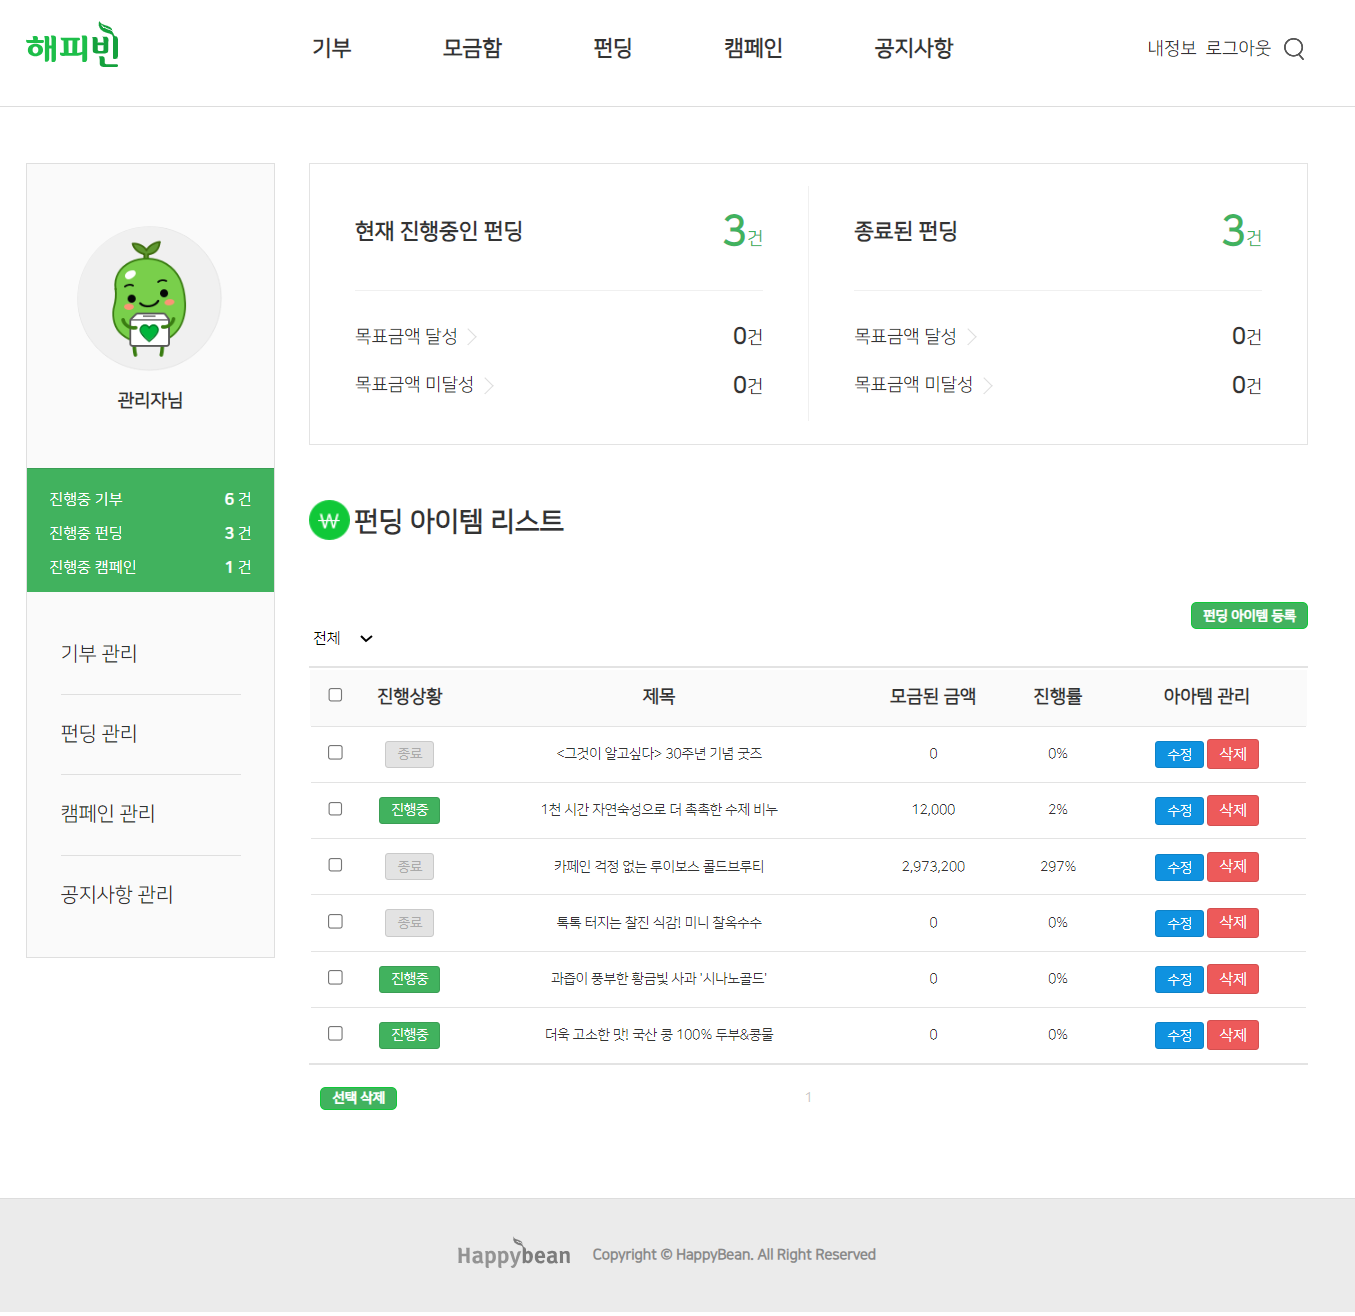 해피빈
기부 모금함 펀딩 캠페인 공지사항 내정보 로그아웃
관리자님
진행중 기부 6 건
진행중 펀딩 3 건
진행중 캠페인 1 건
기부 관리
펀딩 관리
캠페인 관리
공지사항 관리
현재 진행중인 펀딩 3건
목표금액 달성 0건
목표금액 미달성 0건
종료된 펀딩 3건
목표금액 달성 0건
목표금액 미달성 0건
₩ 펀딩 아이템 리스트
펀딩 아이템 등록
전체
진행상황 제목 모금된 금액 진행률 아아템 관리
종료 <그것이 알고싶다> 30주년 기념 굿즈 0 0% 수정 삭제
진행중 1천 시간 자연숙성으로 더 촉촉한 수제 비누 12,000 2% 수정 삭제
종료 카페인 걱정 없는 루이보스 콜드브루티 2,973,200 297% 수정 삭제
종료 톡톡 터지는 찰진 식감! 미니 찰옥수수 0 0% 수정 삭제
진행중 과즙이 풍부한 황금빛 사과 '시나노골드' 0 0% 수정 삭제
진행중 더욱 고소한 맛! 국산 콩 100% 두부&콩물 0 0% 수정 삭제
선택 삭제 1
Happybean Copyright © HappyBean. All Right Reserved